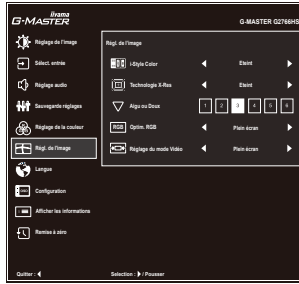 iiyama
G-MASTER
G-MASTER G2766HS
Réglage de l'image
Sélect. entrée
Réglage audio
Sauvegarde réglages
Réglage de la couleur
Régl. de l'image
Langue
Configuration
Afficher les informations
Remise à zéro
Régl. de l'image
i-Style Color Eteint
Technologie X-Res Eteint
Aigu ou Doux 1 2 3 4 5 6
RGB Optim. RGB Plein écran
Réglage du mode Vidéo Plein écran
Quitter :
Selection : / Pousser